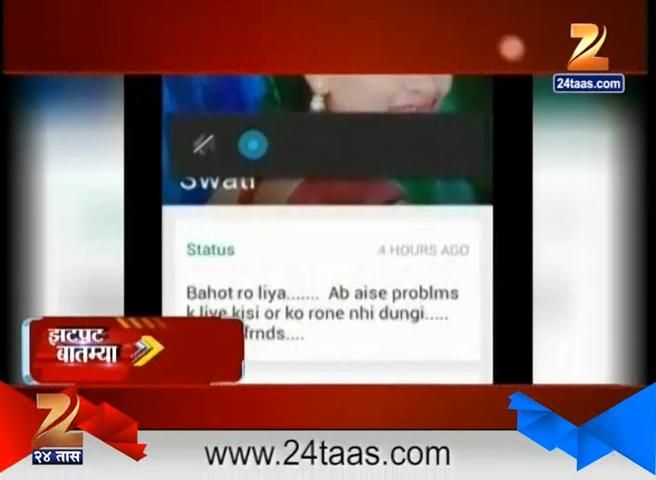 24taas.com
Swati
Status 4 HOURS AGO
Bahot ro liya....... Ab aise problms
k liye kisi or ko rone nhi dungi.....
frnds....
झटपट
बातम्या
२४ तास
www.24taas.com